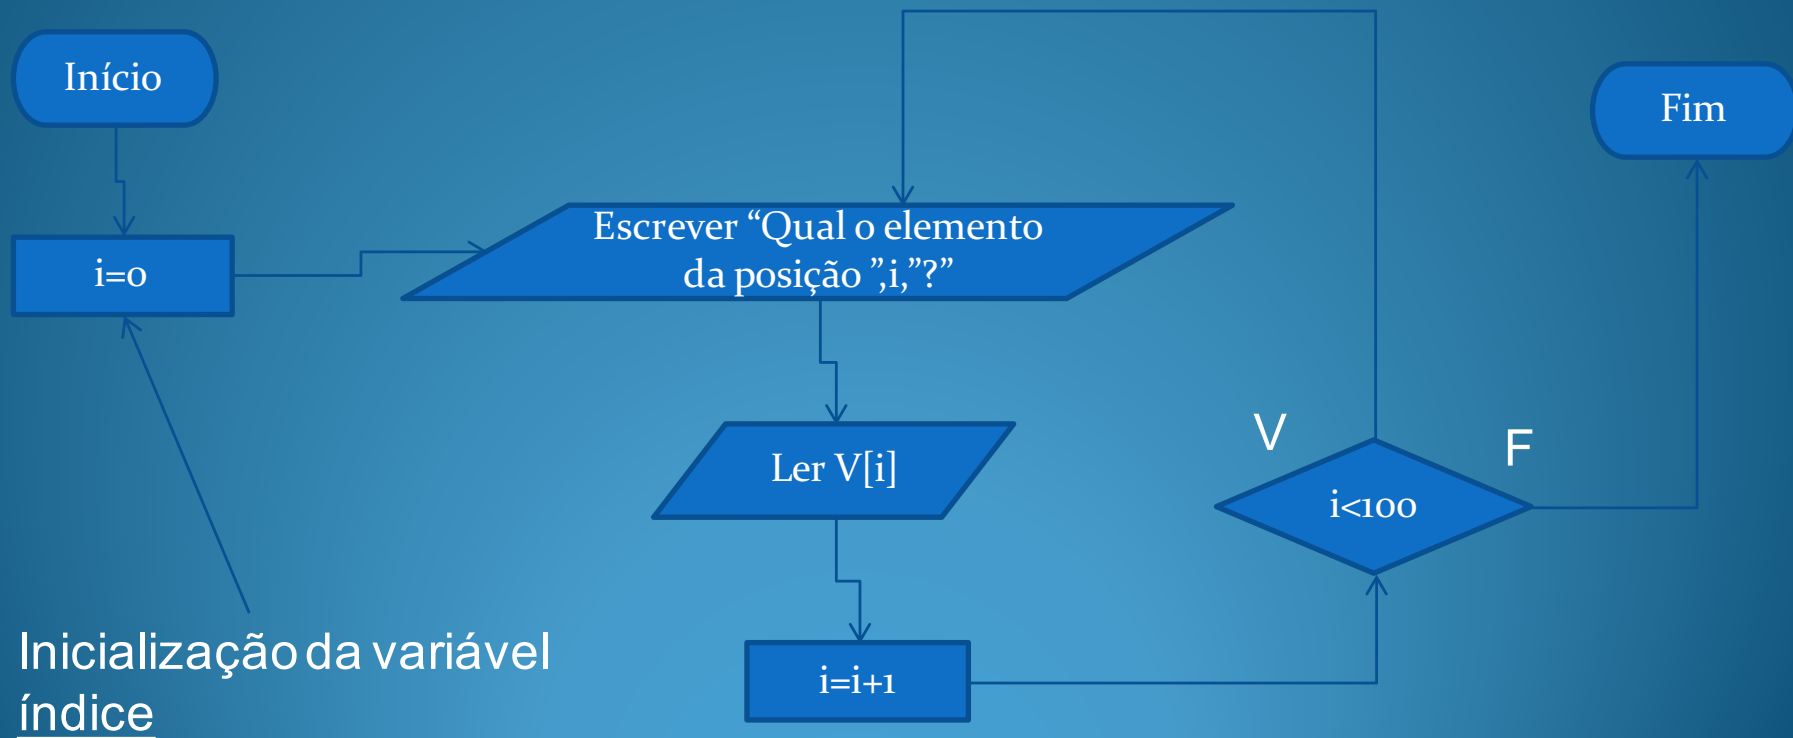 Início
Fim
i=0
Escrever “Qual o elemento
da posição ”,i,”?”
Ler V[i]
V
F
i<100
i=i+1
Inicialização da variável
índice